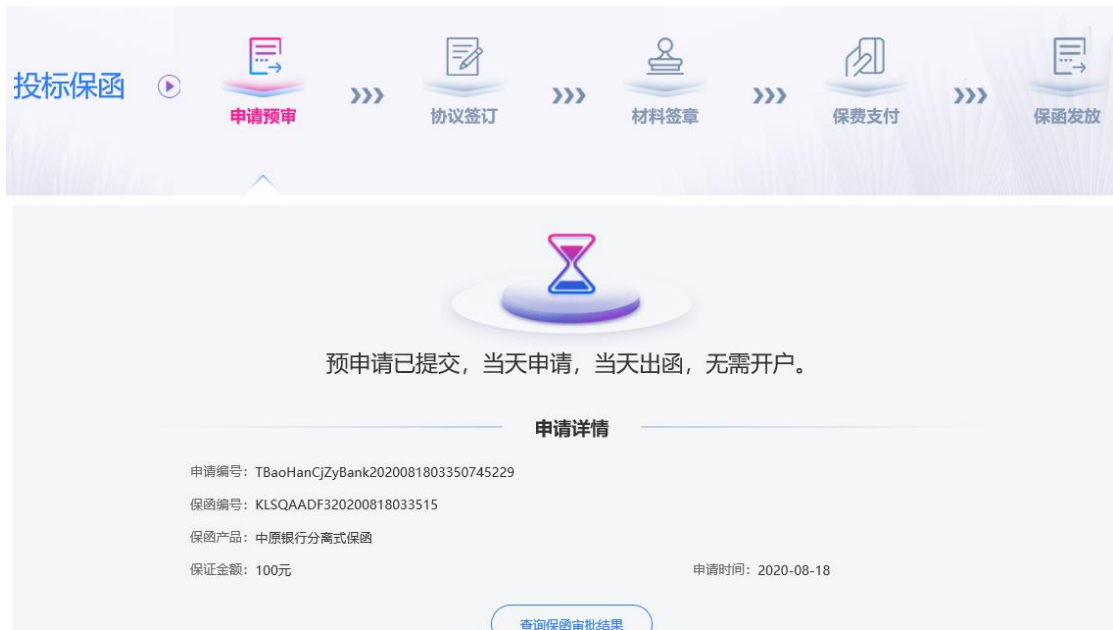 投标保函
申请预审
协议签订
材料签章
保费支付
保函发放
预申请已提交，当天申请，当天出函，无需开户。
申请详情
申请编号：TBaoHanCjZyBank2020081803350745229
保函编号：KLSQAADF320200818033515
保函产品：中原银行分离式保函
保证金额：100元 申请时间：2020-08-18
查询保函审批结果